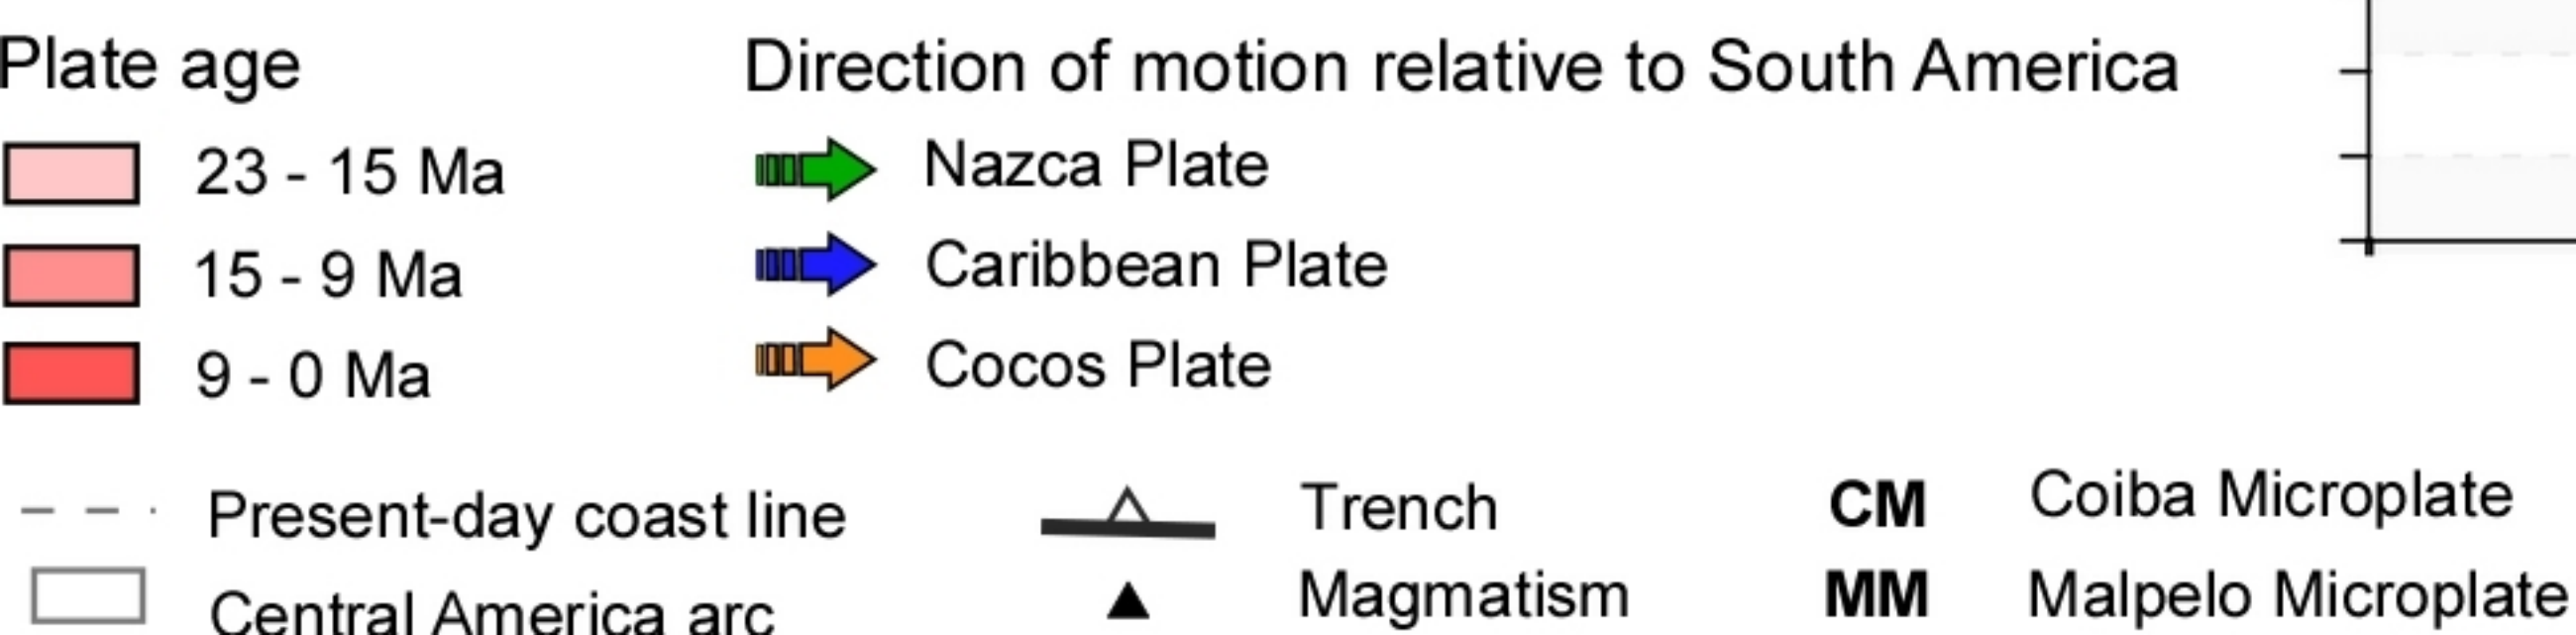 Plate age
23 - 15 Ma
15 - 9 Ma
9 - 0 Ma
Direction of motion relative to South America
Nazca Plate
Caribbean Plate
Cocos Plate
Present-day coast line
Central America arc
Trench
Magmatism
CM Coiba Microplate
MM Malpelo Microplate